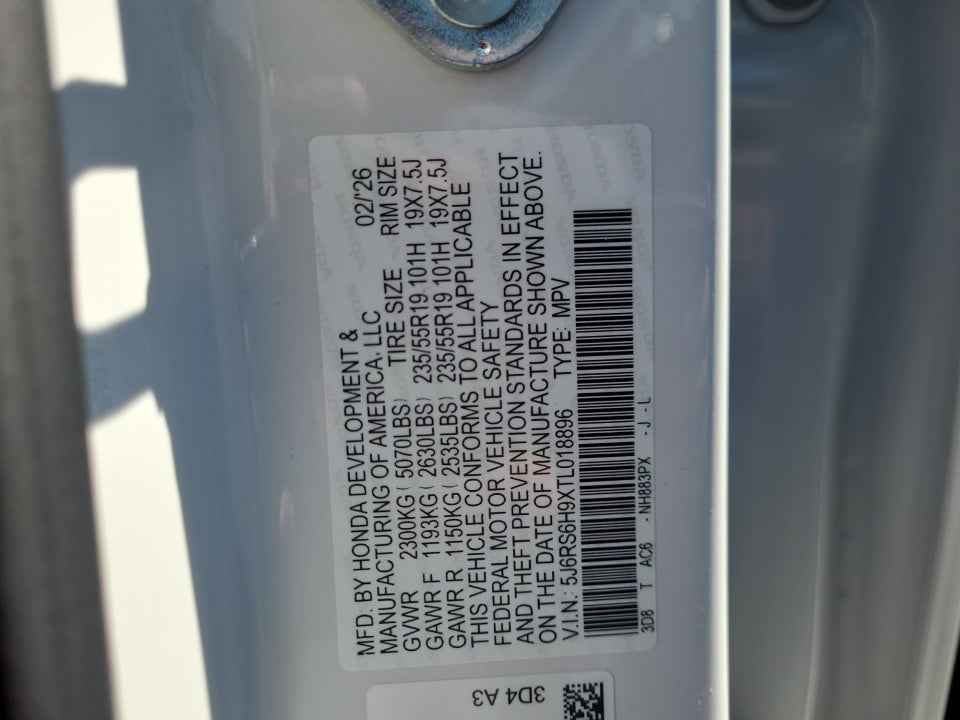 MFD. BY HONDA DEVELOPMENT &
MANUFACTURING OF AMERICA, LLC 02/'26
GVWR 2300KG ( 5070LBS) TIRE SIZE RIM SIZE
GAWR F 1193KG ( 2630LBS) 235/55R19 101H 19X7.5J
GAWR R 1150KG ( 2535LBS) 235/55R19 101H 19X7.5J
THIS VEHICLE CONFORMS TO ALL APPLICABLE
FEDERAL MOTOR VEHICLE SAFETY
AND THEFT PREVENTION STANDARDS IN EFFECT
ON THE DATE OF MANUFACTURE SHOWN ABOVE.
V.I.N.: 5J6RS6H9XTL018896 TYPE: MPV
3D8 T AC6 - NH883PX - J - L
3D4 A3